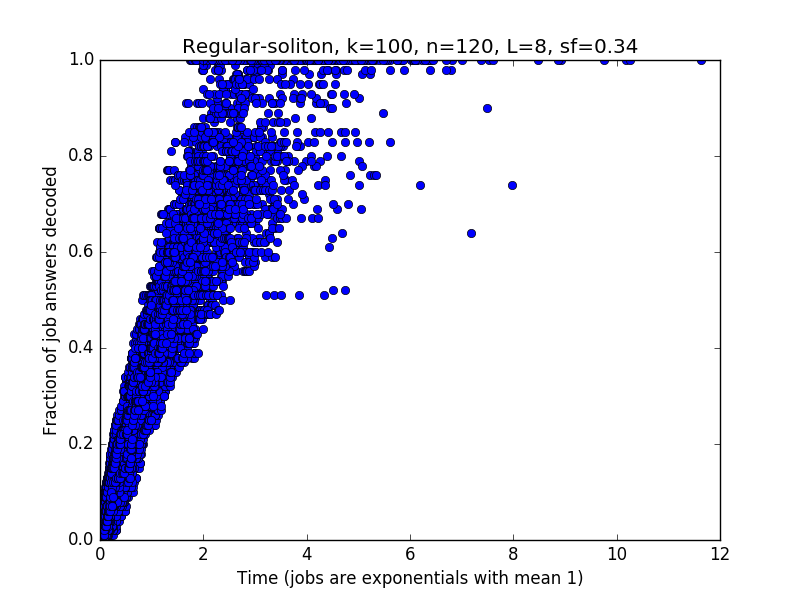 Regular-soliton, k=100, n=120, L=8, sf=0.34
1.0
0.8
0.6
0.4
0.2
0.0
Fraction of job answers decoded
0 2 4 6 8 10 12
Time (jobs are exponentials with mean 1)